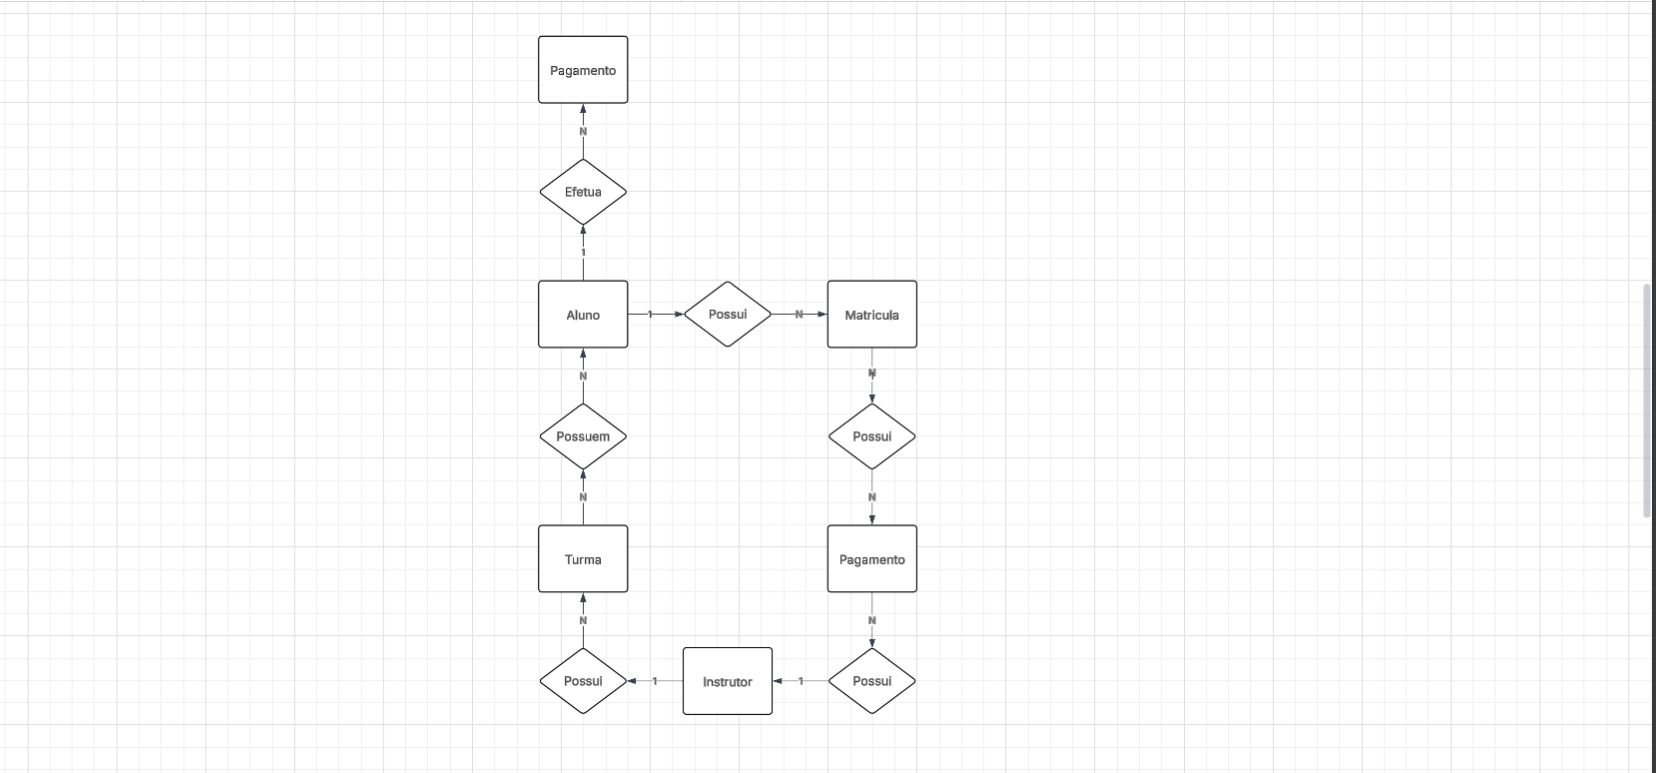 Pagamento
N
Efetua
1
Aluno
1
Possui
N
Matricula
N
Possuem
Possui
N
N
Turma
Pagamento
N
N
Possui
1
Instrutor
1
Possui